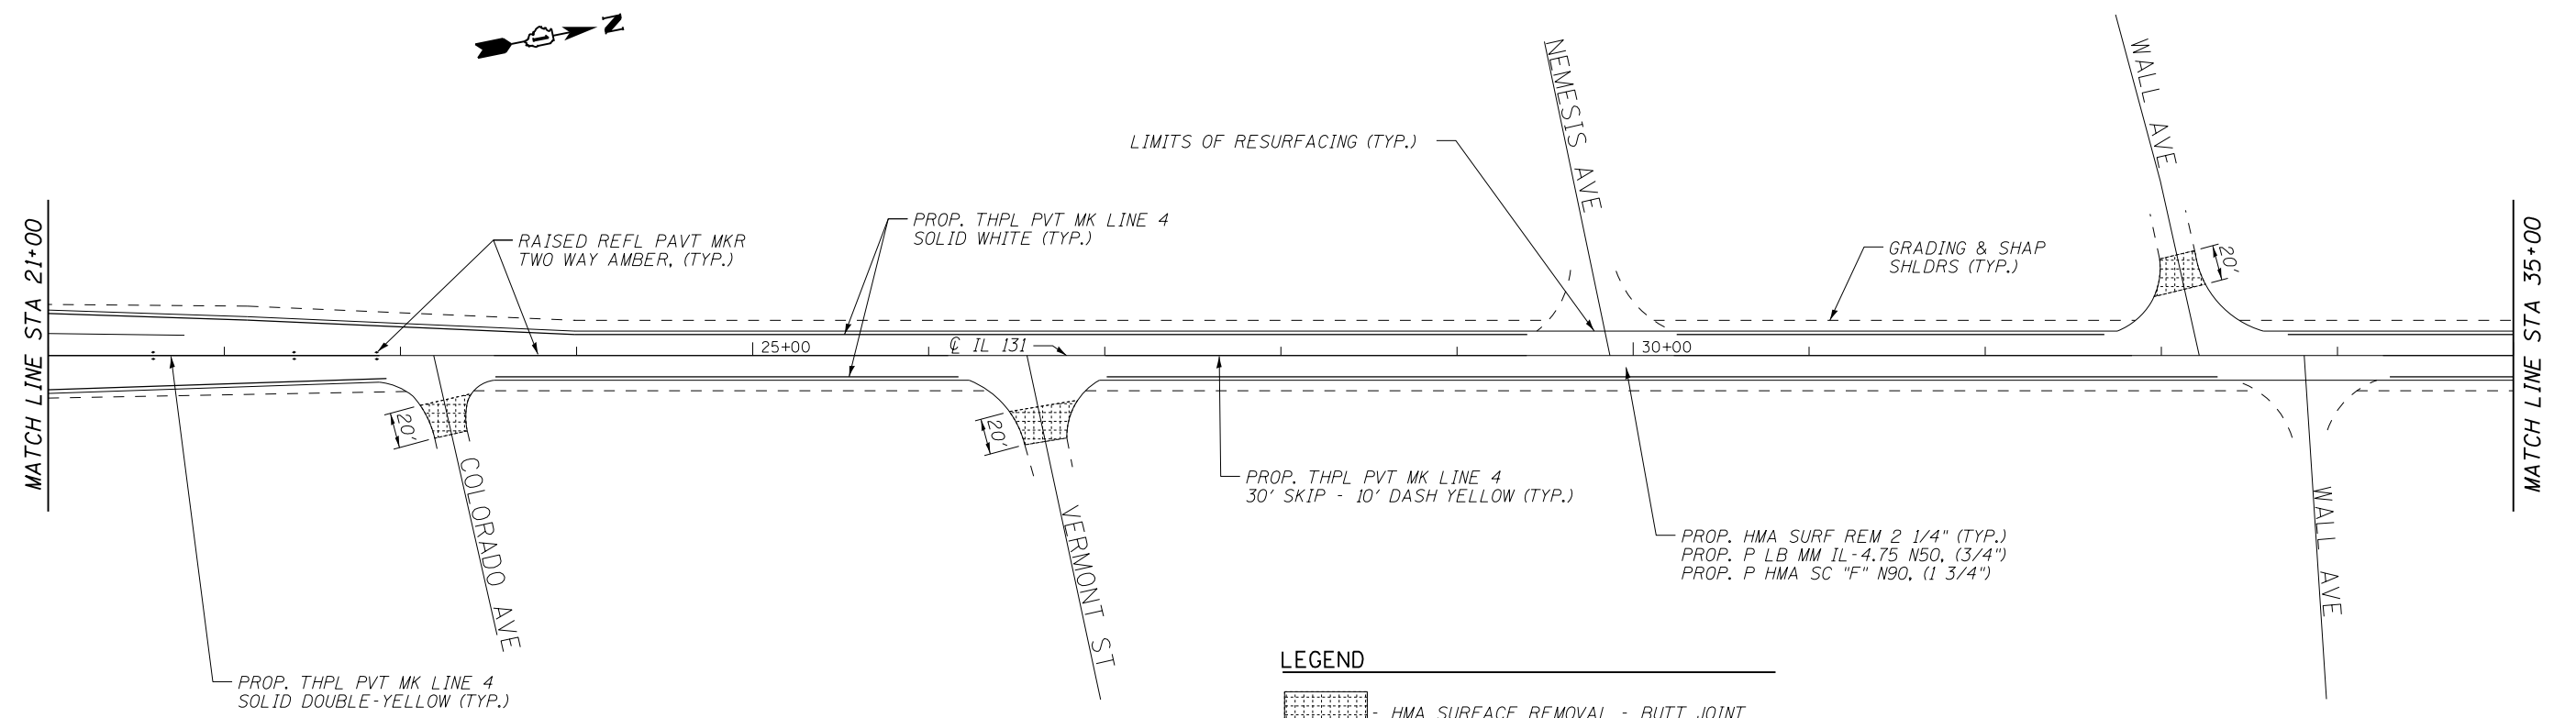 N
NEMESIS AVE
WALL AVE
LIMITS OF RESURFACING (TYP.)
MATCH LINE STA 21+00
RAISED REFL PAVT MKR
TWO WAY AMBER, (TYP.)
PROP. THPL PVT MK LINE 4
SOLID WHITE (TYP.)
GRADING & SHAP
SHLDRS (TYP.)
20'
MATCH LINE STA 35+00
25+00
℄ IL 131
30+00
20'
COLORADO AVE
20'
VERMONT ST
PROP. THPL PVT MK LINE 4
30' SKIP - 10' DASH YELLOW (TYP.)
WALL AVE
PROP. HMA SURF REM 2 1/4" (TYP.)
PROP. P LB MM IL-4.75 N50, (3/4")
PROP. P HMA SC "F" N90, (1 3/4")
PROP. THPL PVT MK LINE 4
SOLID DOUBLE-YELLOW (TYP.)
LEGEND
- HMA SURFACE REMOVAL - BUTT JOINT